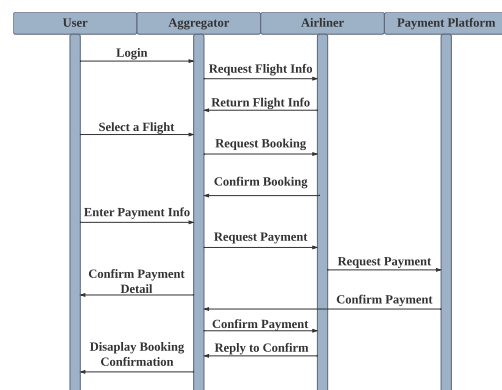 User Aggregator Airliner Payment Platform
Login
Request Flight Info
Return Flight Info
Select a Flight
Request Booking
Confirm Booking
Enter Payment Info
Request Payment
Request Payment
Confirm Payment
Detail
Confirm Payment
Confirm Payment
Reply to Confirm
Disaplay Booking
Confirmation